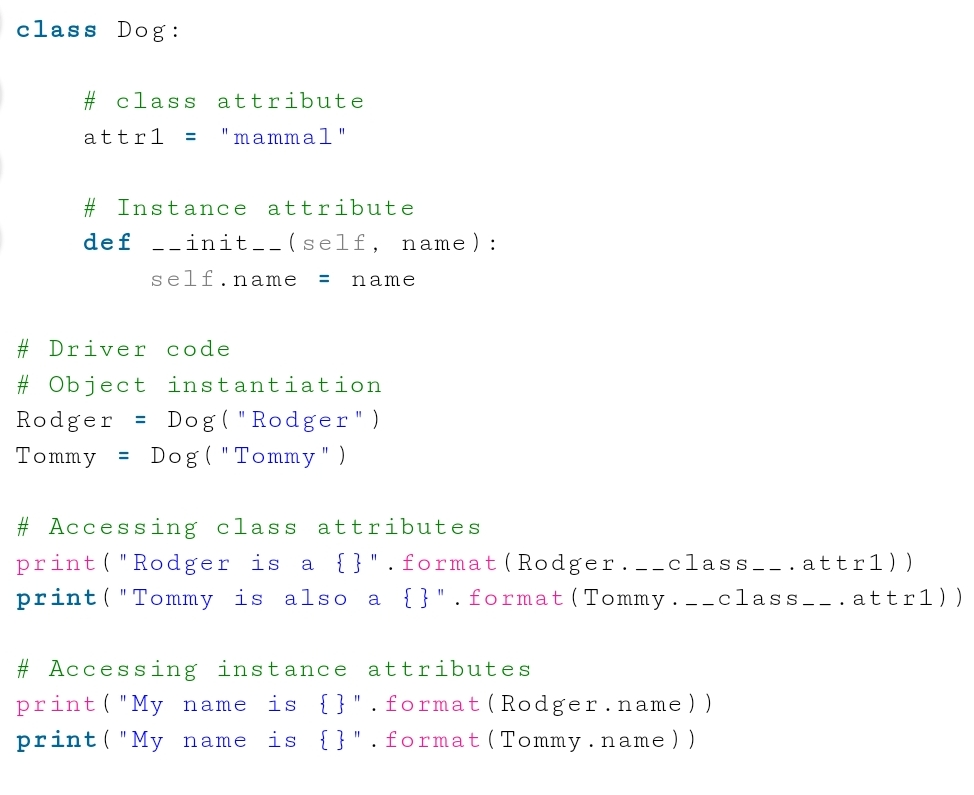 class Dog:

    # class attribute
    attr1 = "mammal"

    # Instance attribute
    def __init__(self, name):
        self.name = name

# Driver code
# Object instantiation
Rodger = Dog("Rodger")
Tommy = Dog("Tommy")

# Accessing class attributes
print("Rodger is a {}".format(Rodger.__class__.attr1))
print("Tommy is also a {}".format(Tommy.__class__.attr1))

# Accessing instance attributes
print("My name is {}".format(Rodger.name))
print("My name is {}".format(Tommy.name))